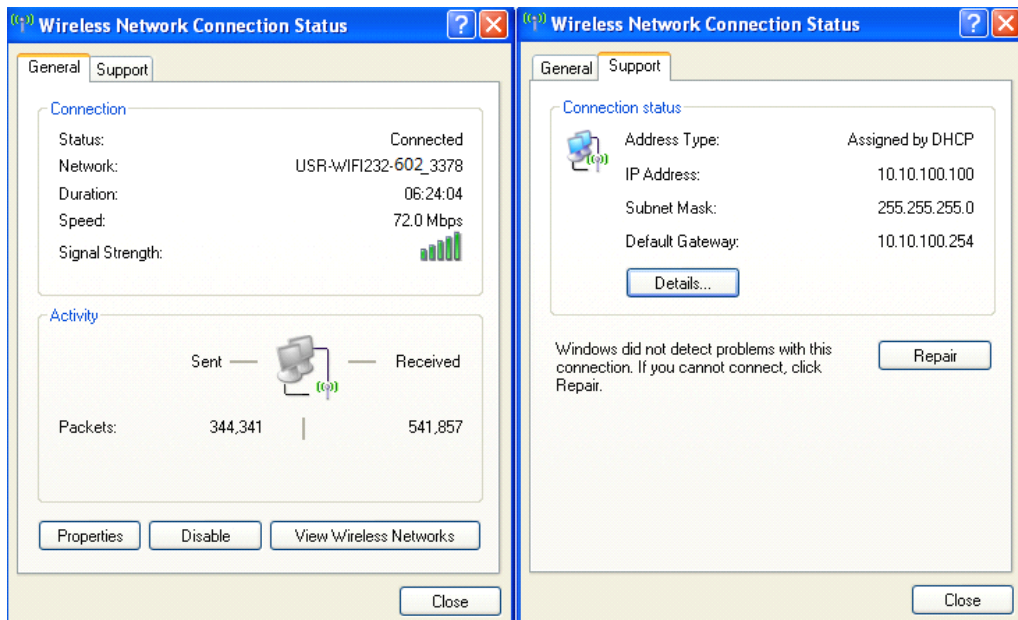 Wireless Network Connection Status
General Support
Connection
Status: Connected
Network: USR-WIFI232-602_3378
Duration: 06:24:04
Speed: 72.0 Mbps
Signal Strength:
Activity
Sent Received
Packets: 344,341 541,857
Properties Disable View Wireless Networks
Close
Wireless Network Connection Status
General Support
Connection status
Address Type: Assigned by DHCP
IP Address: 10.10.100.100
Subnet Mask: 255.255.255.0
Default Gateway: 10.10.100.254
Details...
Windows did not detect problems with this
connection. If you cannot connect, click
Repair.
Repair
Close